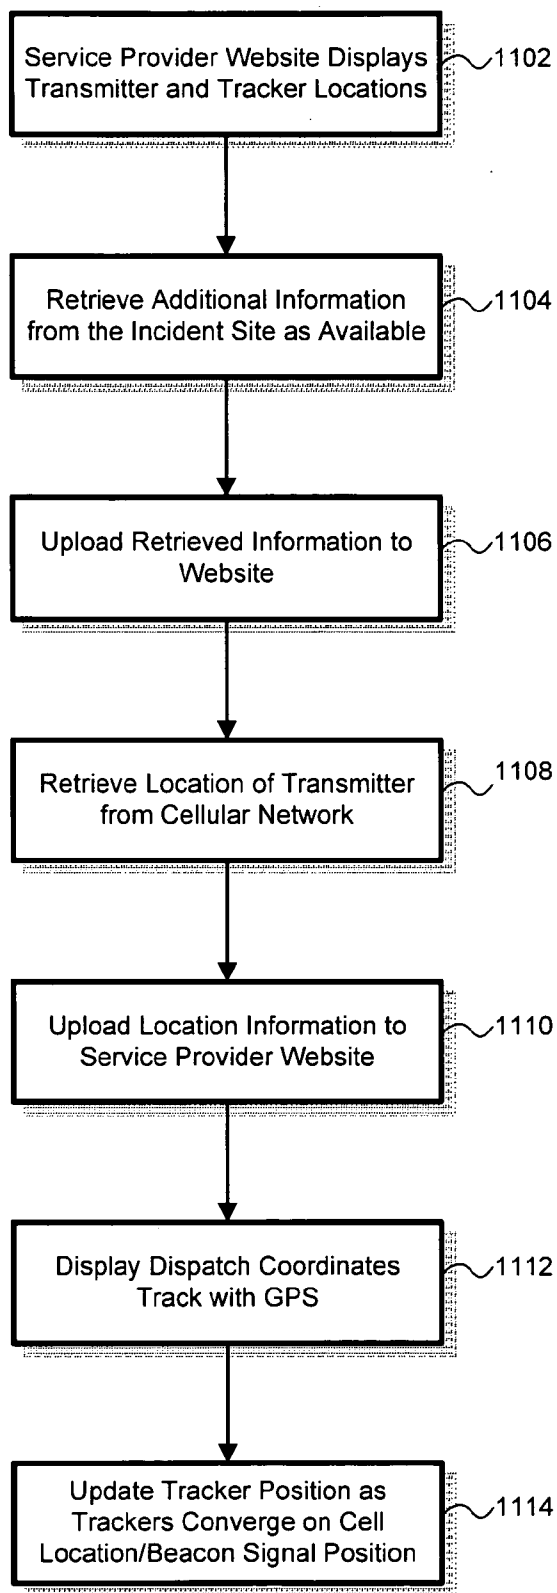 Service Provider Website Displays
Transmitter and Tracker Locations
1102
Retrieve Additional Information
from the Incident Site as Available
1104
Upload Retrieved Information to
Website
1106
Retrieve Location of Transmitter
from Cellular Network
1108
Upload Location Information to
Service Provider Website
1110
Display Dispatch Coordinates
Track with GPS
1112
Update Tracker Position as
Trackers Converge on Cell
Location/Beacon Signal Position
1114